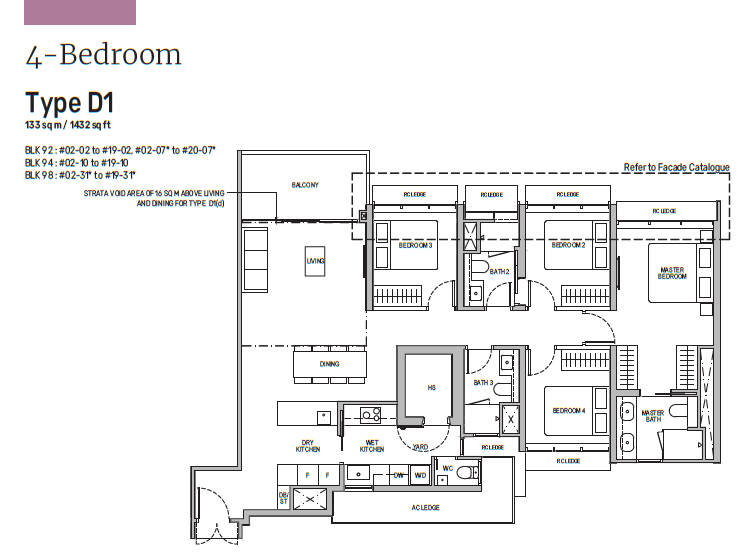 4-Bedroom
Type D1
133 sq m / 1432 sq ft
BLK 92 : #02-02 to #19-02, #02-07* to #20-07*
BLK 94 : #02-10 to #19-10
BLK 98 : #02-31* to #19-31*
STRATA VOID AREA OF 16 SQ M ABOVE LIVING
AND DINING FOR TYPE D1(d)
Refer to Facade Catalogue
BALCONY
RC LEDGE
RC LEDGE
RC LEDGE
RC LEDGE
BEDROOM 3
BEDROOM 2
LIVING
BATH 2
MASTER
BEDROOM
DINING
HS
BATH 3
BEDROOM 4
MASTER
BATH
DRY
KITCHEN
WET
KITCHEN
YARD
RC LEDGE
RC LEDGE
F
F
DW
W/D
WC
DB/
ST
AC LEDGE